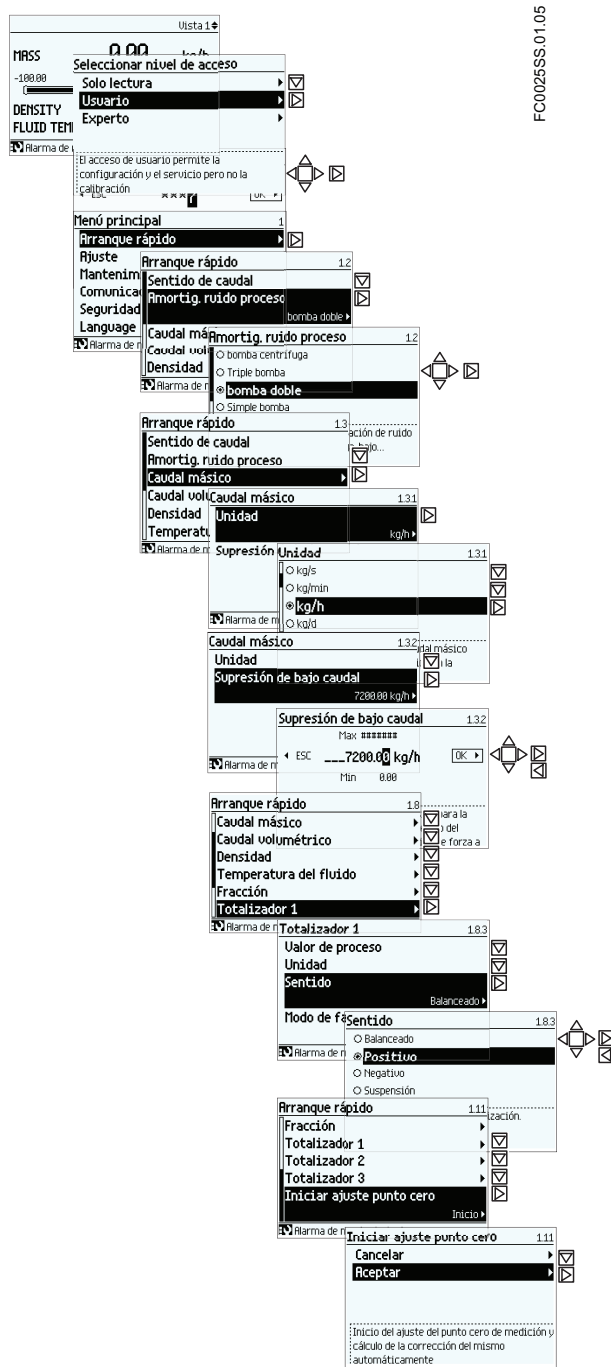 FC0025SS.01.05
Vista 1
MASS 0.00 kg/h
-100.00
DENSITY
FLUID TEM
Alarma de
Seleccionar nivel de acceso
Solo lectura
Usuario
Experto
El acceso de usuario permite la
configuración y el servicio pero no la
calibración
ESC OK
Menú principal 1
Arranque rápido
Ajuste
Mantenim
Comunicac
Seguridad
Language
Alarma de n
Arranque rápido 1.2
Sentido de caudal
Amortig. ruido proceso
bomba doble
Caudal má
Caudal volu
Densidad
Alarma de n
Amortig. ruido proceso 1.2
bomba centrífuga
Triple bomba
bomba doble
Simple bomba
ación de ruido
bajo...
Arranque rápido 1.3
Sentido de caudal
Amortig. ruido proceso
Caudal másico
Caudal volu
Densidad
Temperatu
Alarma de n
Caudal másico 1.3.1
Unidad
kg/h
Supresión
Alarma de n
Unidad 1.3.1
kg/s
kg/min
kg/h
kg/d
dal másico
la
Caudal másico 1.3.2
Unidad
Supresión de bajo caudal
7200.00 kg/h
Alarma de n
Supresión de bajo caudal 1.3.2
Max #######
ESC ___7200.00 kg/h OK
Min 0.00
para la
o del
e forza a
Arranque rápido 1.8
Caudal másico
Caudal volumétrico
Densidad
Temperatura del fluido
Fracción
Totalizador 1
Alarma de n
Totalizador 1 1.8.3
Valor de proceso
Unidad
Sentido
Balanceado
Modo de fa
Alarma de n
Sentido 1.8.3
Balanceado
Positivo
Negativo
Suspensión
ización.
Arranque rápido 1.11
Fracción
Totalizador 1
Totalizador 2
Totalizador 3
Iniciar ajuste punto cero
Inicio
Alarma de n
Iniciar ajuste punto cero 1.11
Cancelar
Aceptar
Inicio del ajuste del punto cero de medición y
cálculo de la corrección del mismo
automáticamente